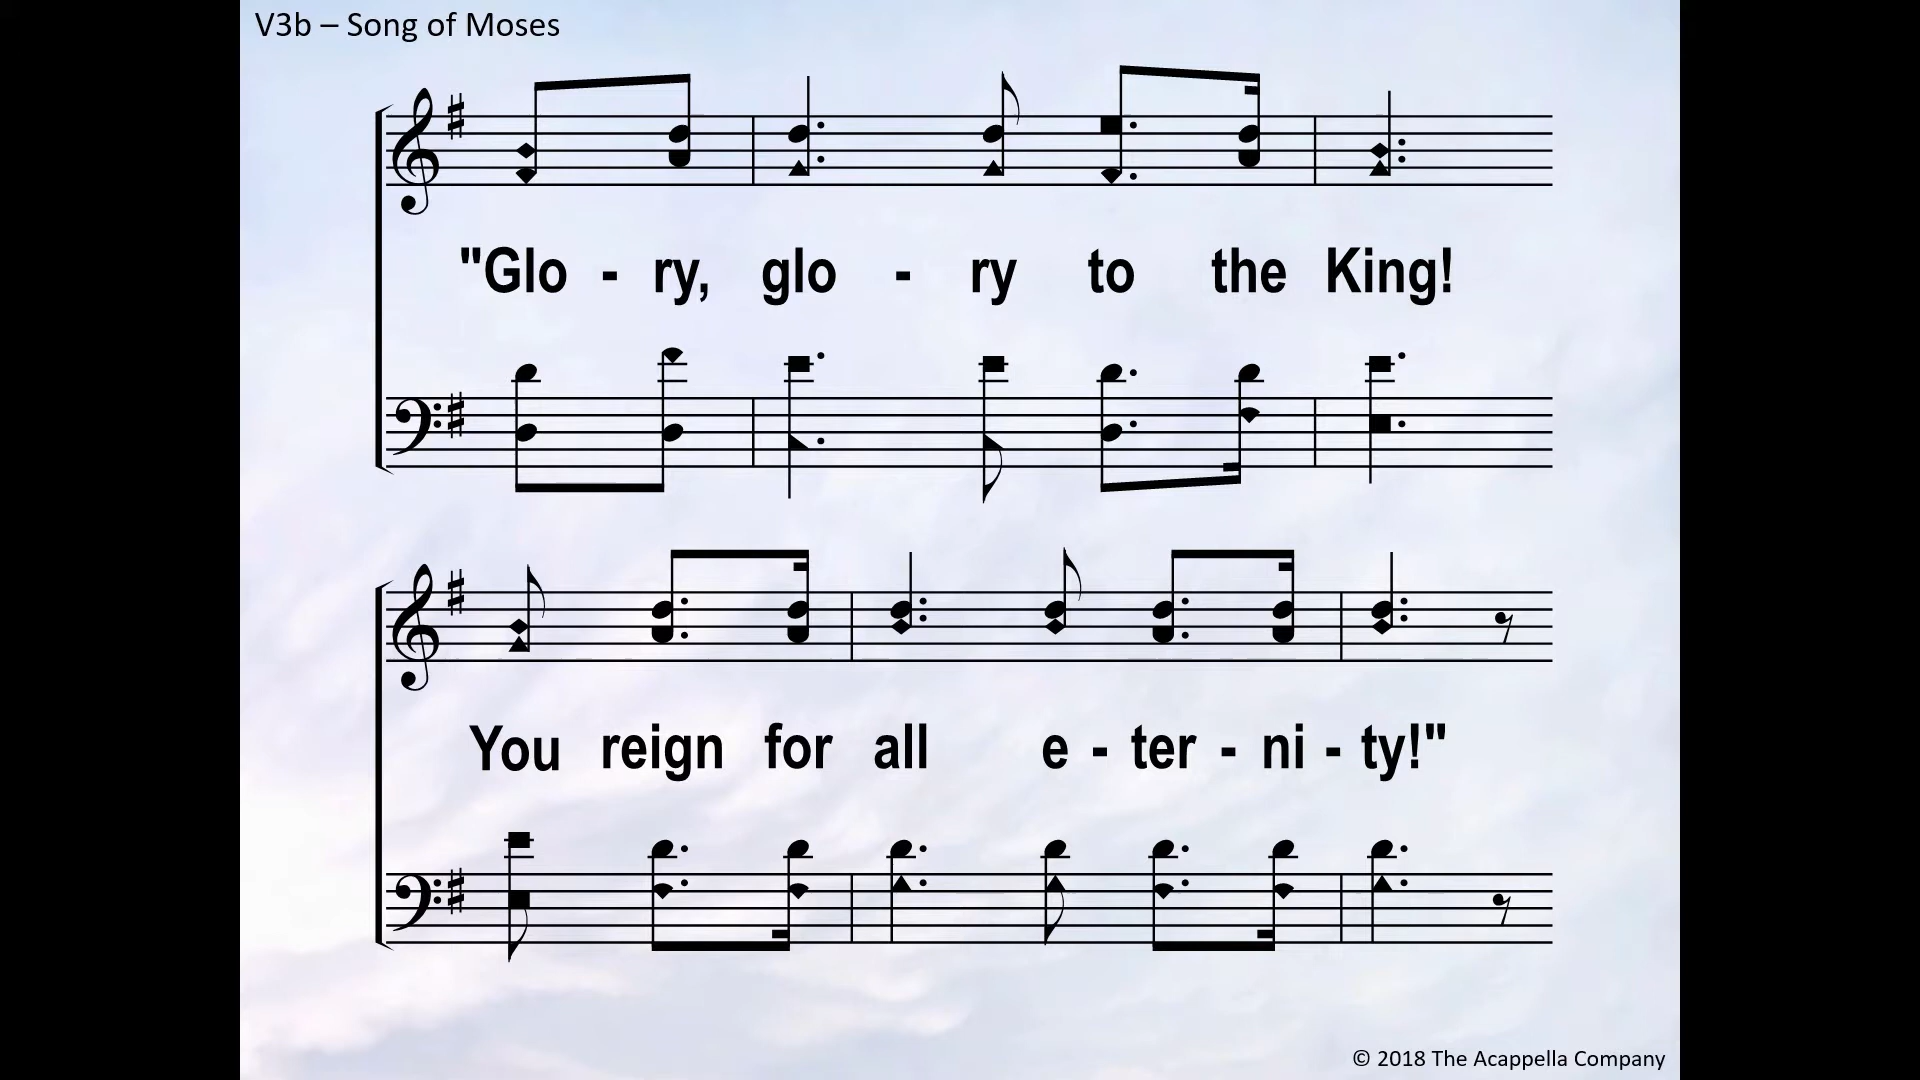 V3b – Song of Moses
"Glo - ry, glo - ry to the King!
You reign for all e - ter - ni - ty!"
© 2018 The Acappella Company